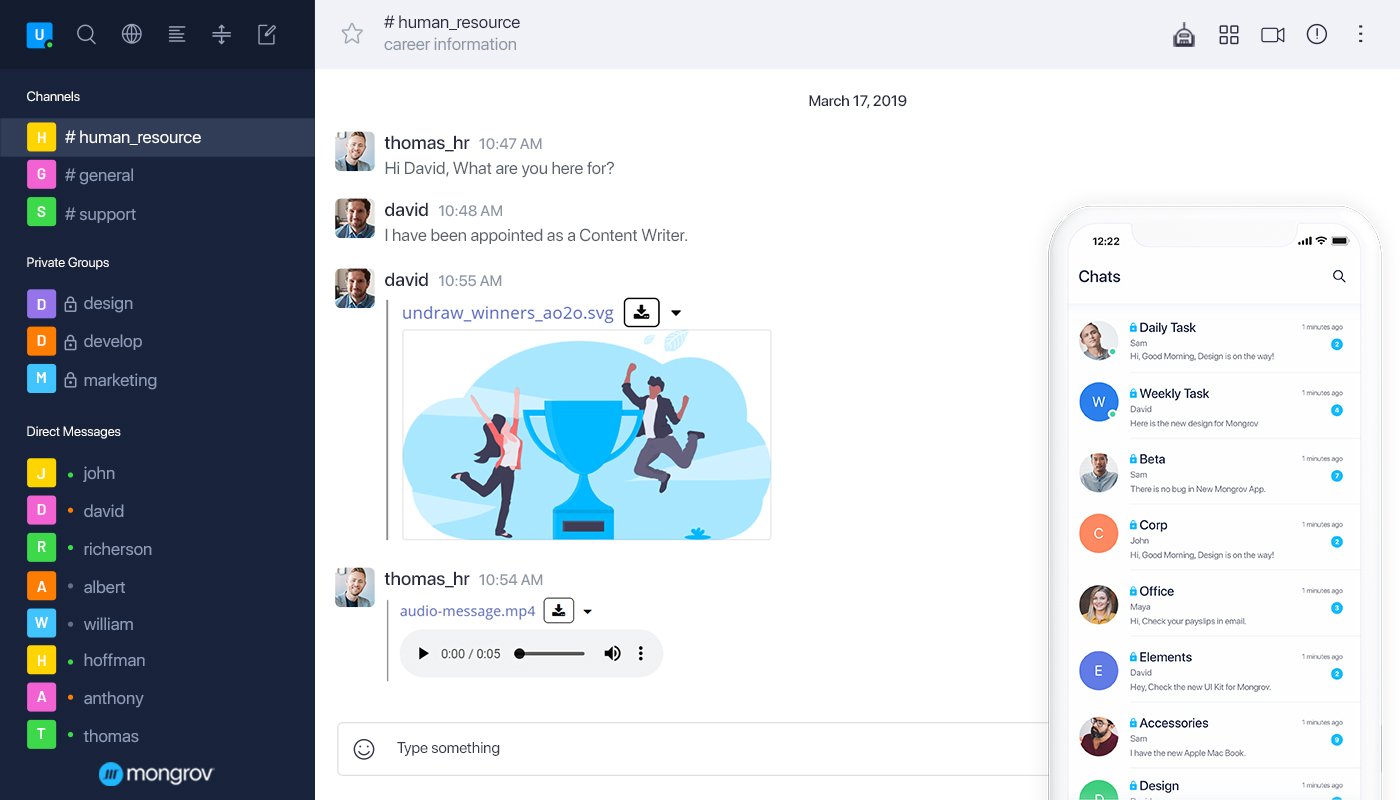 U
Channels
H # human_resource
G # general
S # support
Private Groups
D design
D develop
M marketing
Direct Messages
J john
D david
R richerson
A albert
W william
H hoffman
A anthony
T thomas
mongrov
# human_resource
career information
March 17, 2019
thomas_hr 10:47 AM
Hi David, What are you here for?
david 10:48 AM
I have been appointed as a Content Writer.
david 10:55 AM
undraw_winners_ao2o.svg
thomas_hr 10:54 AM
audio-message.mp4
0:00 / 0:05
Type something
12:22
Chats
Daily Task 1 minutes ago
Sam 2
Hi, Good Morning, Design is on the way!
W Weekly Task 1 minutes ago
David 4
Here is the new design for Mongrov
Beta 1 minutes ago
Sam 7
There is no bug in New Mongrov App.
C Corp 1 minutes ago
John 2
Hi, Good Morning, Design is on the way!
Office 1 minutes ago
Maya 3
Hi, Check your payslips in email.
E Elements 1 minutes ago
David 2
Hey, Check the new UI Kit for Mongrov.
Accessories 1 minutes ago
Sam 9
I have the new Apple Mac Book.
D Design 1 minutes ago